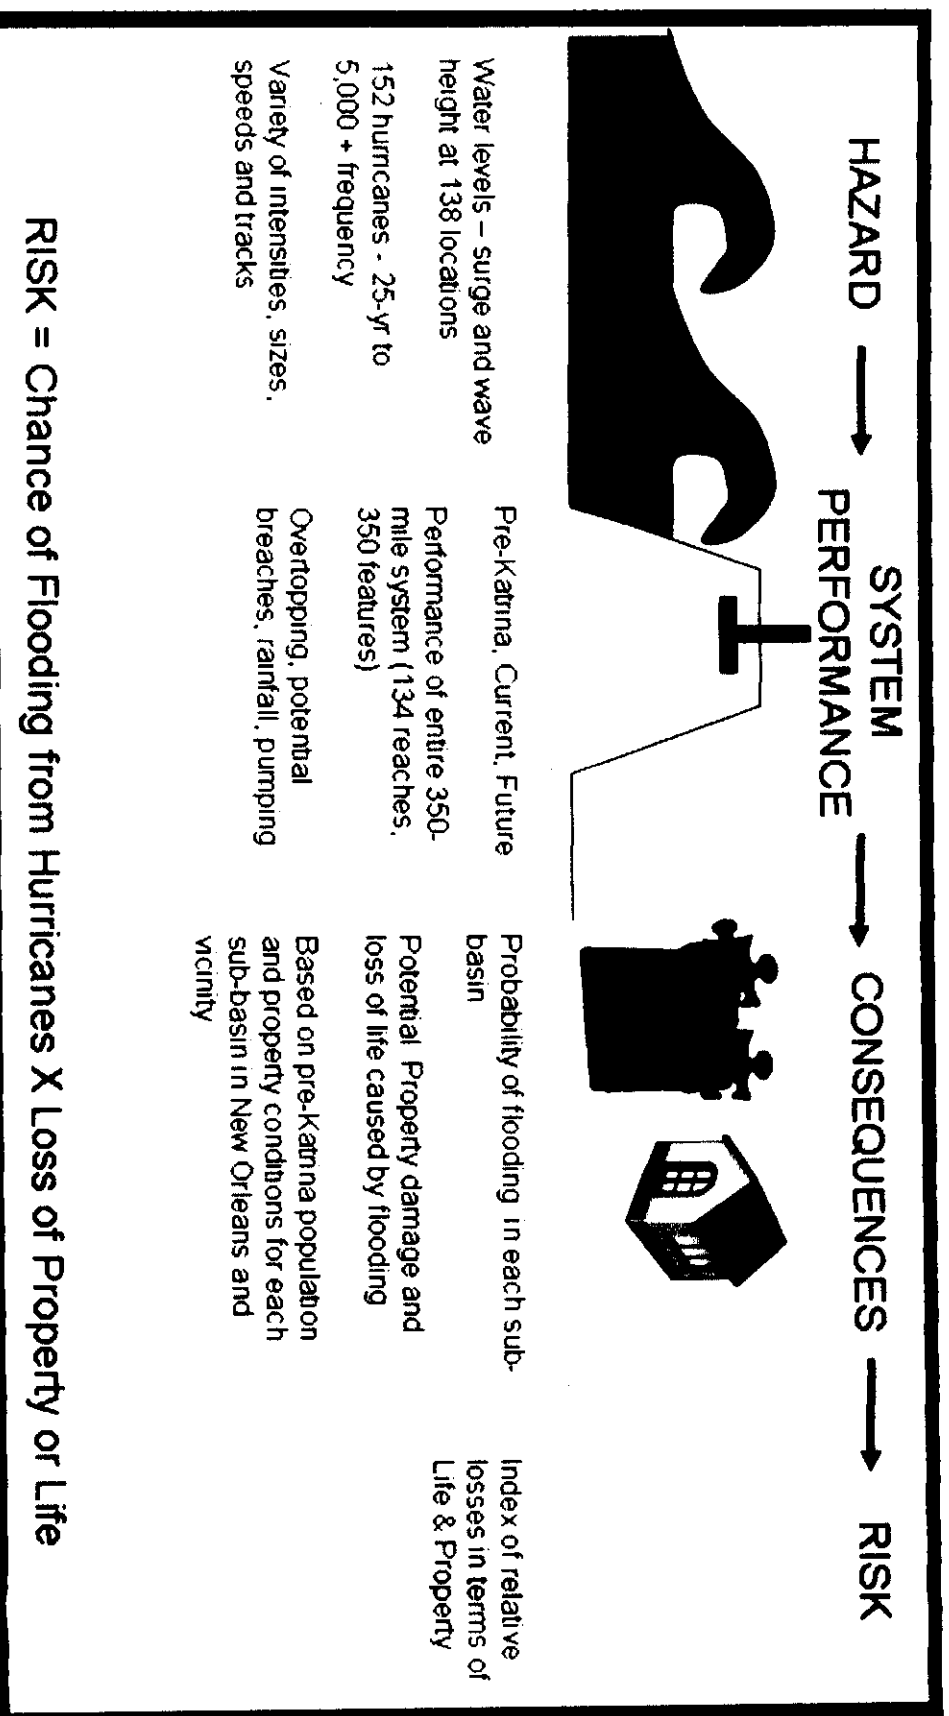 HAZARD
SYSTEM
PERFORMANCE
CONSEQUENCES
RISK
Water levels – surge and wave
height at 138 locations
152 hurricanes - 25-yr to
5,000 + frequency
Variety of intensities, sizes,
speeds and tracks
Pre-Katrina, Current, Future
Performance of entire 350-
mile system (134 reaches,
350 features)
Overtopping, potential
breaches, rainfall, pumping
Probability of flooding in each sub-
basin
Potential Property damage and
loss of life caused by flooding
Based on pre-Katrina population
and property conditions for each
sub-basin in New Orleans and
vicinity
Index of relative
losses in terms of
Life & Property
RISK = Chance of Flooding from Hurricanes X Loss of Property or Life